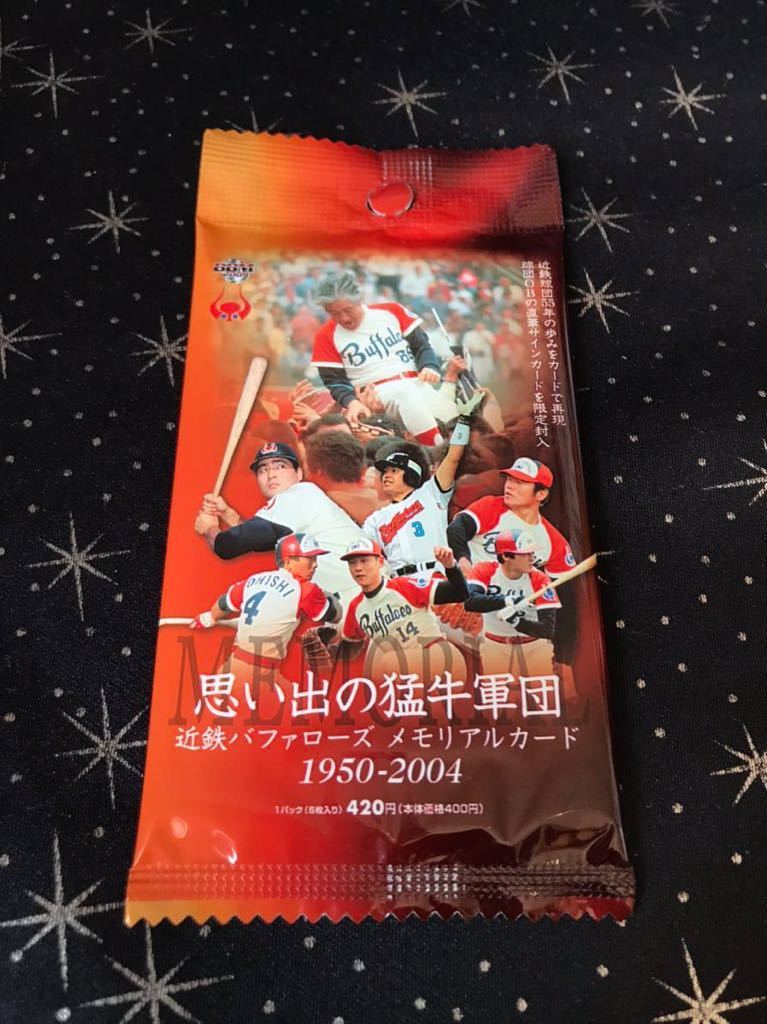 BBM
2009
近鉄球団55年の歩みをカードで再現
球団OBの直筆サインカードを限定封入
Buffaloes
89
3
OHISHI
4
Buffaloes
14
MEMORIAL
思い出の猛牛軍団
近鉄バファローズ メモリアルカード
1950-2004
1パック(6枚入り) 420円(本体価格400円)